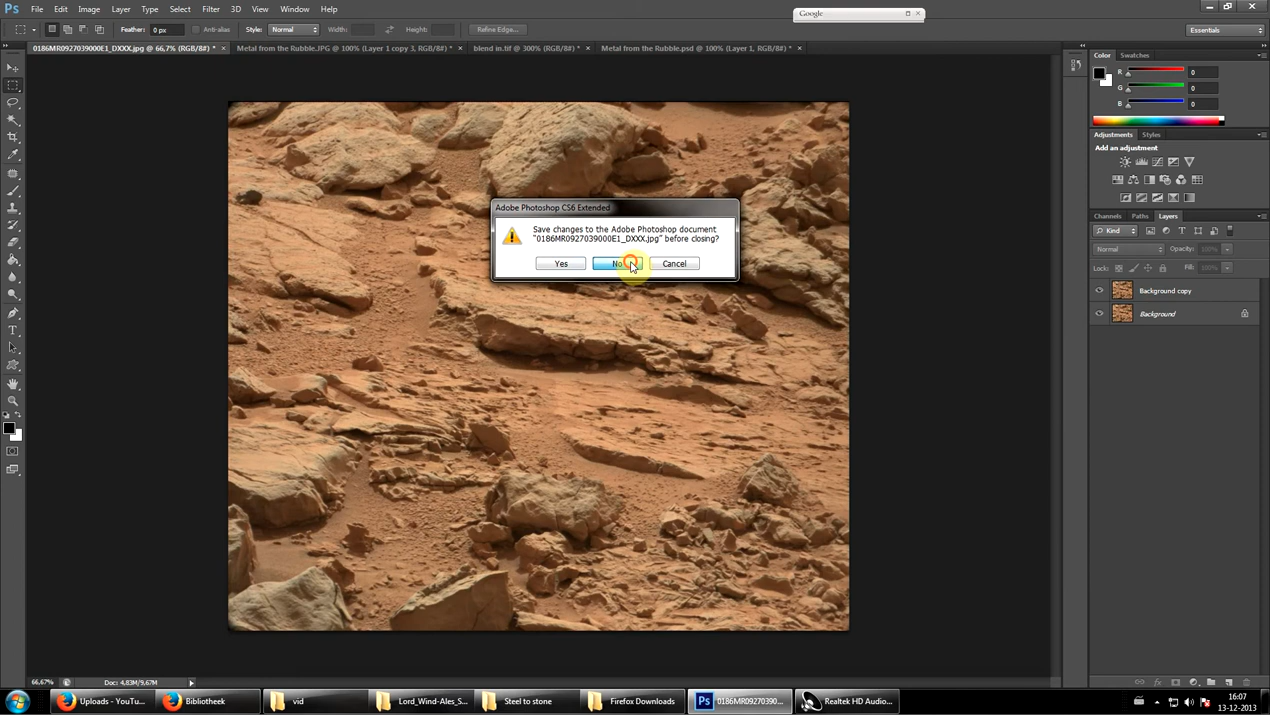 Ps File Edit Image Layer Type Select Filter 3D View Window Help
Google
Feather: 0 px Anti-alias Style: Normal Width: Height: Refine Edge... Essentials
0186MR0927039000E1_DXXX.jpg @ 66,7% (RGB/8#) * × Metal from the Rubble.JPG @ 100% (Layer 1 copy 3, RGB/8#) * × blend in.tif @ 300% (RGB/8#) * × Metal from the Rubble.psd @ 100% (Layer 1, RGB/8#) * ×
Color Swatches
R 0
G 0
B 0
Adjustments Styles
Add an adjustment
Channels Paths Layers
Kind
Normal Opacity:
Lock: Fill:
Background copy
Background
Adobe Photoshop CS6 Extended
Save changes to the Adobe Photoshop document
"0186MR0927039000E1_DXXX.jpg" before closing?
Yes No Cancel
66,67% Doc: 4,83M/9,67M
Uploads - YouTu... Bibliotheek vid Lord_Wind-Ales_S... Steel to stone Firefox Downloads Ps 0186MR09270390... Realtek HD Audio...
16:07
13-12-2013